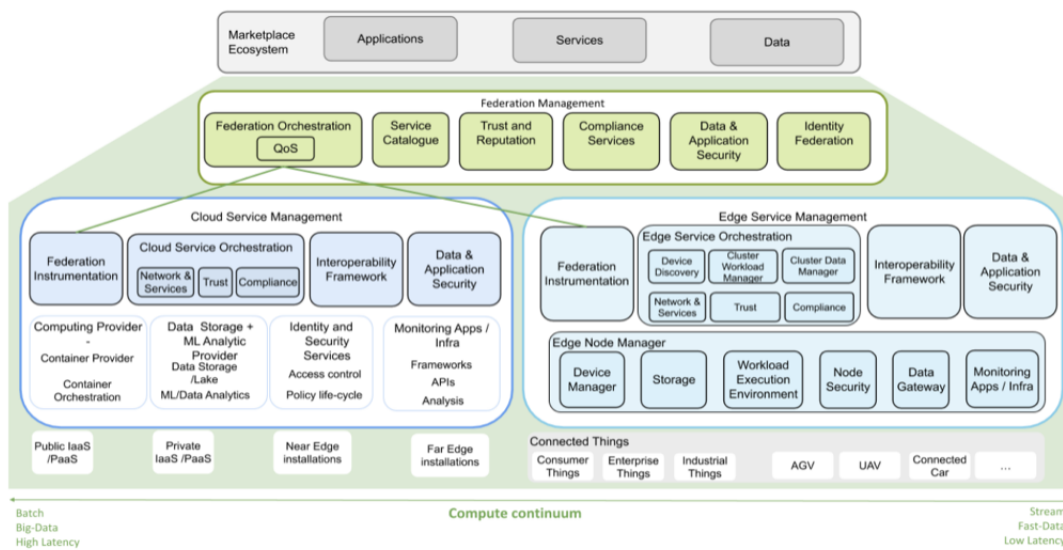 Marketplace
Ecosystem
Applications
Services
Data
Federation Management
Federation Orchestration
QoS
Service
Catalogue
Trust and
Reputation
Compliance
Services
Data &
Application
Security
Identity
Federation
Cloud Service Management
Federation
Instrumentation
Cloud Service Orchestration
Network &
Services
Trust
Compliance
Interoperability
Framework
Data &
Application
Security
Computing Provider
-
Container Provider
Container
Orchestration
Data Storage +
ML Analytic
Provider
Data Storage
/Lake
ML/Data Analytics
Identity and
Security
Services
Access control
Policy life-cycle
Monitoring Apps /
Infra
Frameworks
APIs
Analysis
Public IaaS
/PaaS
Private
IaaS /PaaS
Near Edge
installations
Far Edge
installations
Edge Service Management
Federation
Instrumentation
Edge Service Orchestration
Device
Discovery
Cluster
Workload
Manager
Cluster Data
Manager
Network &
Services
Trust
Compliance
Interoperability
Framework
Data &
Application
Security
Edge Node Manager
Device
Manager
Storage
Workload
Execution
Environment
Node
Security
Data
Gateway
Monitoring
Apps / Infra
Connected Things
Consumer
Things
Enterprise
Things
Industrial
Things
AGV
UAV
Connected
Car
...
Compute continuum
Batch
Big-Data
High Latency
Stream
Fast-Data
Low Latency